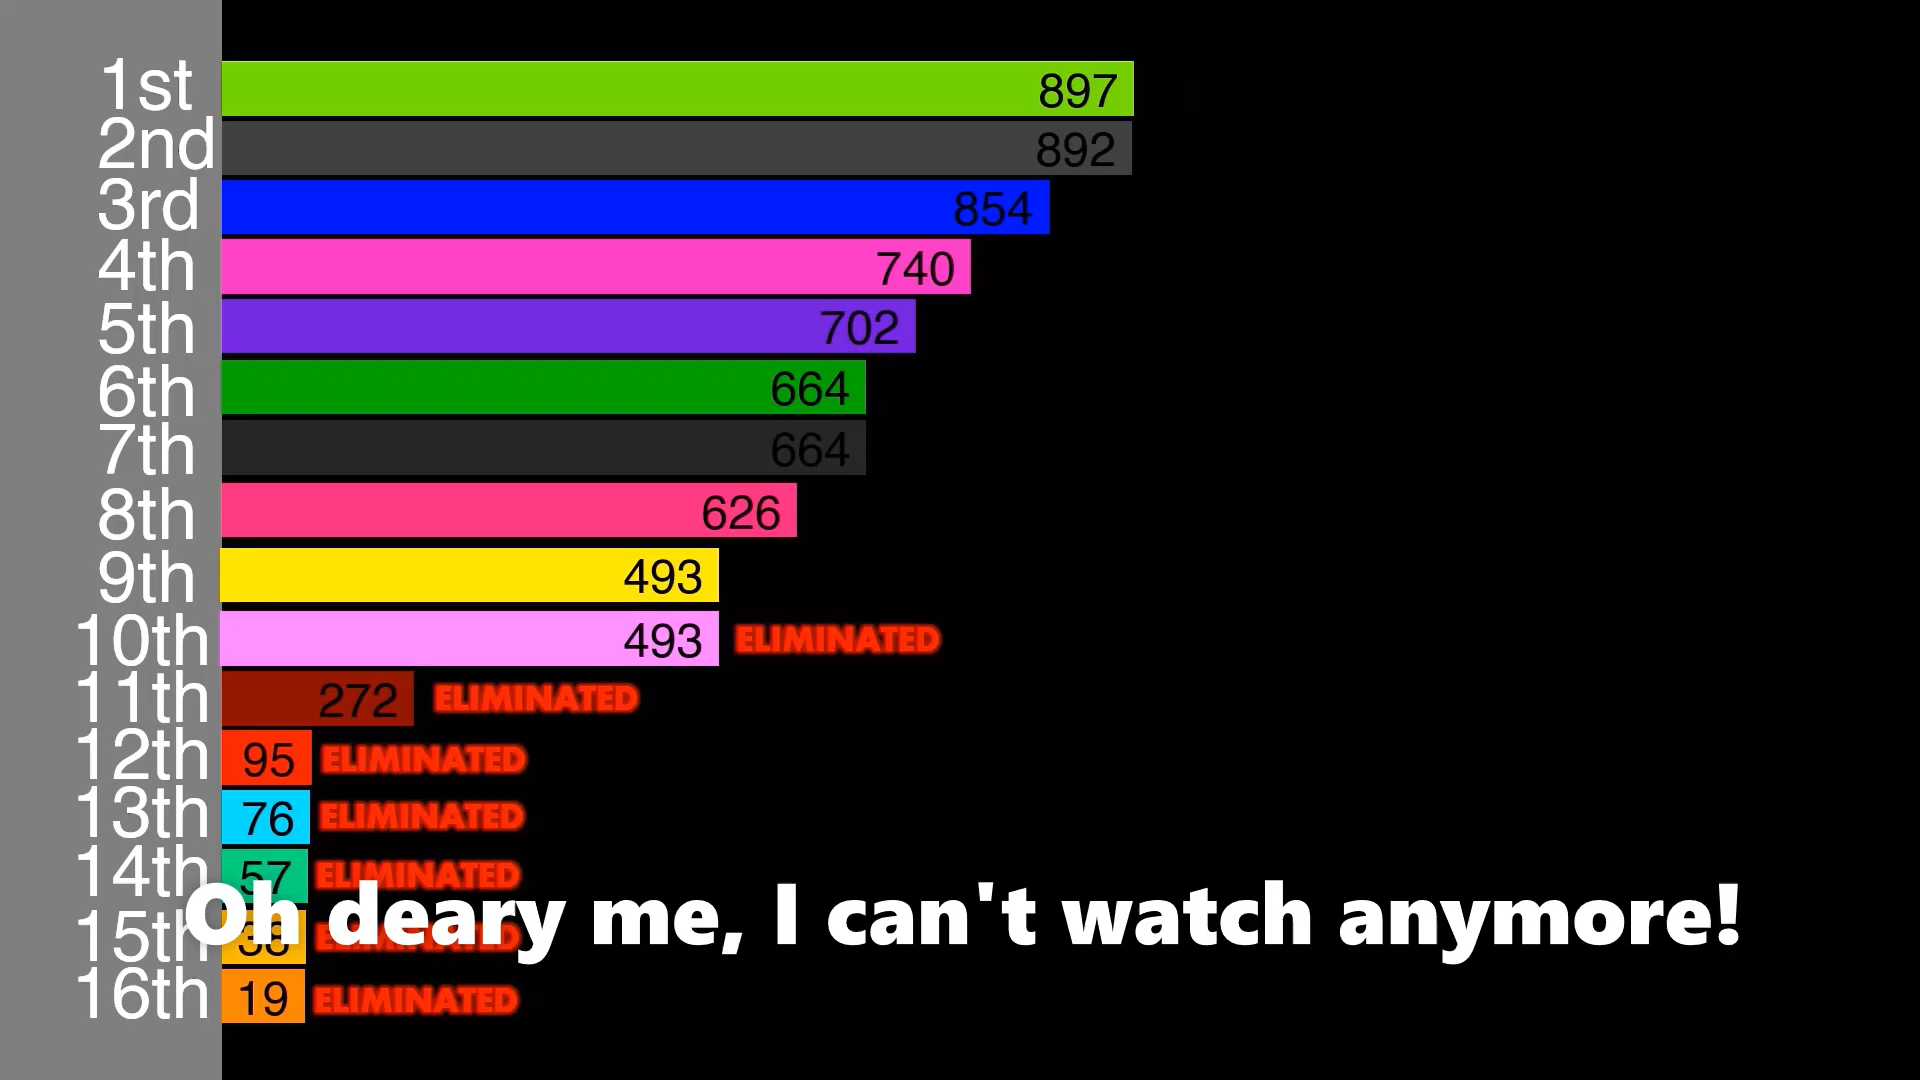 1st 897
2nd 892
3rd 854
4th 740
5th 702
6th 664
7th 664
8th 626
9th 493
10th 493 ELIMINATED
11th 272 ELIMINATED
12th 95 ELIMINATED
13th 76 ELIMINATED
14th 57 ELIMINATED
15th 38 ELIMINATED
Oh deary me, I can't watch anymore!
16th 19 ELIMINATED